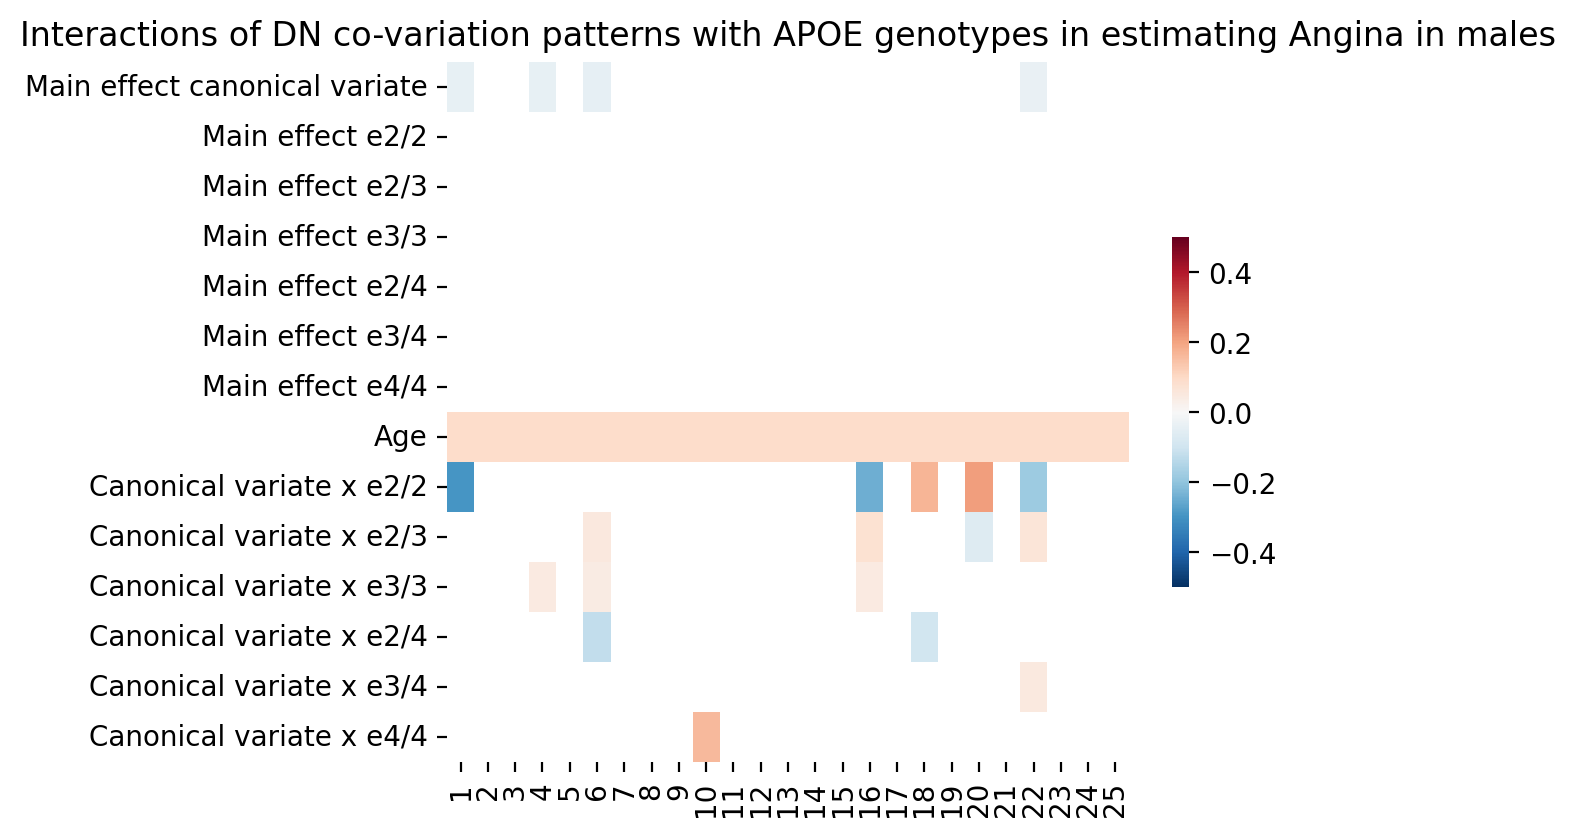 Interactions of DN co-variation patterns with APOE genotypes in estimating Angina in males
Main effect canonical variate
Main effect e2/2
Main effect e2/3
Main effect e3/3
Main effect e2/4
Main effect e3/4
Main effect e4/4
Age
Canonical variate x e2/2
Canonical variate x e2/3
Canonical variate x e3/3
Canonical variate x e2/4
Canonical variate x e3/4
Canonical variate x e4/4
1
2
3
4
5
6
7
8
9
10
11
12
13
14
15
16
17
18
19
20
21
22
23
24
25
0.4
0.2
0.0
−0.2
−0.4